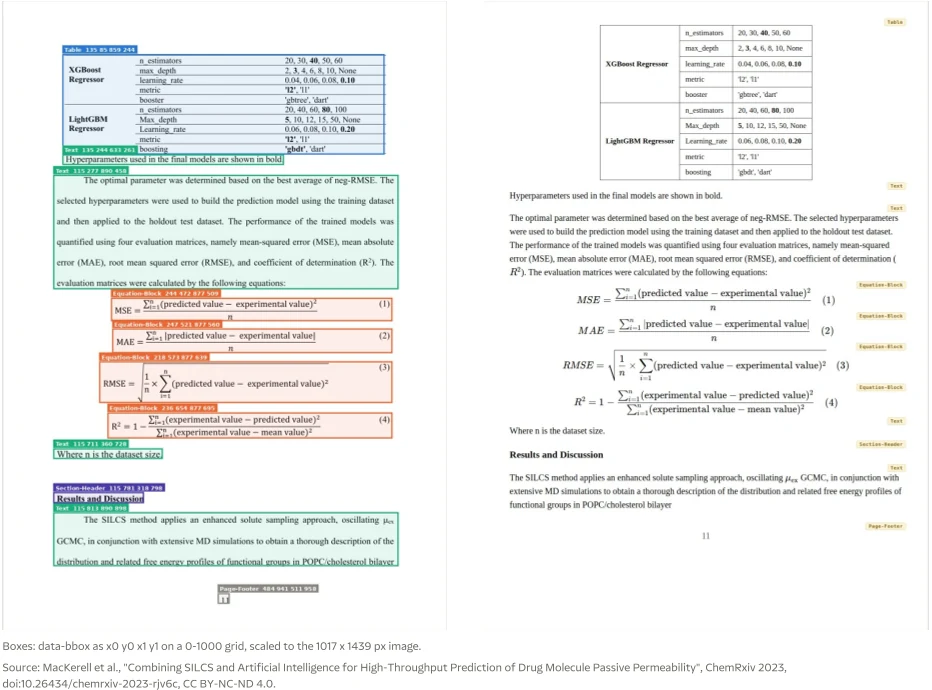 Table 135 85 859 244
XGBoost Regressor
n_estimators 20, 30, 40, 50, 60
max_depth 2, 3, 4, 6, 8, 10, None
learning_rate 0.04, 0.06, 0.08, 0.10
metric 'l2', 'l1'
booster 'gbtree', 'dart'
LightGBM Regressor
n_estimators 20, 40, 60, 80, 100
max_depth 5, 10, 12, 15, 50, None
Learning_rate 0.06, 0.08, 0.10, 0.20
metric 'l2', 'l1'
boosting 'gbdt', 'dart'
Text 135 244 633 261
Hyperparameters used in the final models are shown in bold.
Text 115 277 890 458
The optimal parameter was determined based on the best average of neg-RMSE. The
selected hyperparameters were used to build the prediction model using the training dataset
and then applied to the holdout test dataset. The performance of the trained models was
quantified using four evaluation matrices, namely mean-squared error (MSE), mean absolute
error (MAE), root mean squared error (RMSE), and coefficient of determination (R²). The
evaluation matrices were calculated by the following equations:
Equation-Block 244 472 877 509
MSE = Σⁿᵢ₌₁(predicted value − experimental value)² / n (1)
Equation-Block 247 521 877 560
MAE = Σⁿᵢ₌₁|predicted value − experimental value| / n (2)
Equation-Block 218 573 877 639
RMSE = √(1/n × Σⁿᵢ₌₁(predicted value − experimental value)²) (3)
Equation-Block 236 654 877 695
R² = 1 − Σⁿᵢ₌₁(experimental value − predicted value)² / Σⁿᵢ₌₁(experimental value − mean value)² (4)
Text 115 711 360 728
Where n is the dataset size.
Section-Header 115 781 318 798
Results and Discussion
Text 115 813 890 898
The SILCS method applies an enhanced solute sampling approach, oscillating μex
GCMC, in conjunction with extensive MD simulations to obtain a thorough description of the
distribution and related free energy profiles of functional groups in POPC/cholesterol bilayer
Page-Footer 484 941 511 958
11
Table
XGBoost Regressor
n_estimators 20, 30, 40, 50, 60
max_depth 2, 3, 4, 6, 8, 10, None
learning_rate 0.04, 0.06, 0.08, 0.10
metric 'l2', 'l1'
booster 'gbtree', 'dart'
LightGBM Regressor
n_estimators 20, 40, 60, 80, 100
Max_depth 5, 10, 12, 15, 50, None
Learning_rate 0.06, 0.08, 0.10, 0.20
metric 'l2', 'l1'
boosting 'gbdt', 'dart'
Text
Hyperparameters used in the final models are shown in bold.
Text
The optimal parameter was determined based on the best average of neg-RMSE. The selected hyperparameters
were used to build the prediction model using the training dataset and then applied to the holdout test dataset.
The performance of the trained models was quantified using four evaluation matrices, namely mean-squared
error (MSE), mean absolute error (MAE), root mean squared error (RMSE), and coefficient of determination (
R²). The evaluation matrices were calculated by the following equations:
Equation-Block
MSE = Σⁿᵢ₌₁(predicted value − experimental value)² / n (1)
Equation-Block
MAE = Σⁿᵢ₌₁|predicted value − experimental value| / n (2)
Equation-Block
RMSE = √(1/n × Σⁿᵢ₌₁(predicted value − experimental value)²) (3)
Equation-Block
R² = 1 − Σⁿᵢ₌₁(experimental value − predicted value)² / Σⁿᵢ₌₁(experimental value − mean value)² (4)
Text
Where n is the dataset size.
Section-Header
Results and Discussion
Text
The SILCS method applies an enhanced solute sampling approach, oscillating μex GCMC, in conjunction with
extensive MD simulations to obtain a thorough description of the distribution and related free energy profiles of
functional groups in POPC/cholesterol bilayer
Page-Footer
11
Boxes: data-bbox as x0 y0 x1 y1 on a 0-1000 grid, scaled to the 1017 x 1439 px image.
Source: MacKerell et al., "Combining SILCS and Artificial Intelligence for High-Throughput Prediction of Drug Molecule Passive Permeability", ChemRxiv 2023,
doi:10.26434/chemrxiv-2023-rjv6c, CC BY-NC-ND 4.0.